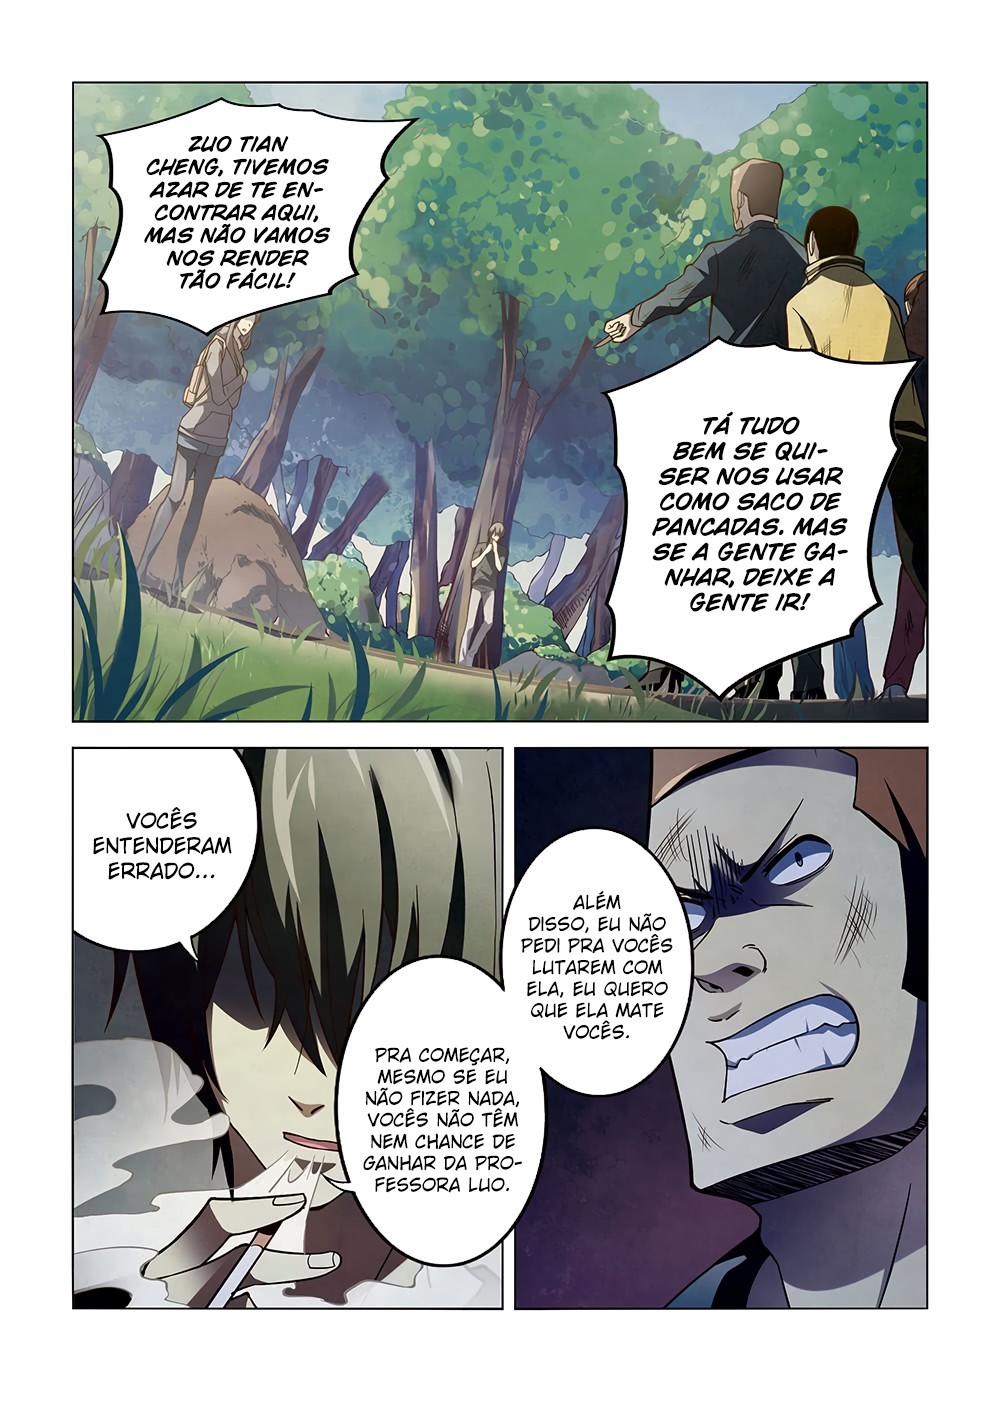 ZUO TIAN
CHENG, TIVEMOS
AZAR DE TE EN-
CONTRAR AQUI,
MAS NÃO VAMOS
NOS RENDER
TÃO FÁCIL!
TÁ TUDO
BEM SE QUI-
SER NOS USAR
COMO SACO DE
PANCADAS. MAS
SE A GENTE GA-
NHAR, DEIXE A
GENTE IR!
VOCÊS
ENTENDERAM
ERRADO...
PRA COMEÇAR,
MESMO SE EU
NÃO FIZER NADA,
VOCÊS NÃO TÊM
NEM CHANCE DE
GANHAR DA PRO-
FESSORA LUO.
ALÉM
DISSO, EU NÃO
PEDI PRA VOCÊS
LUTAREM COM
ELA, EU QUERO
QUE ELA MATE
VOCÊS.